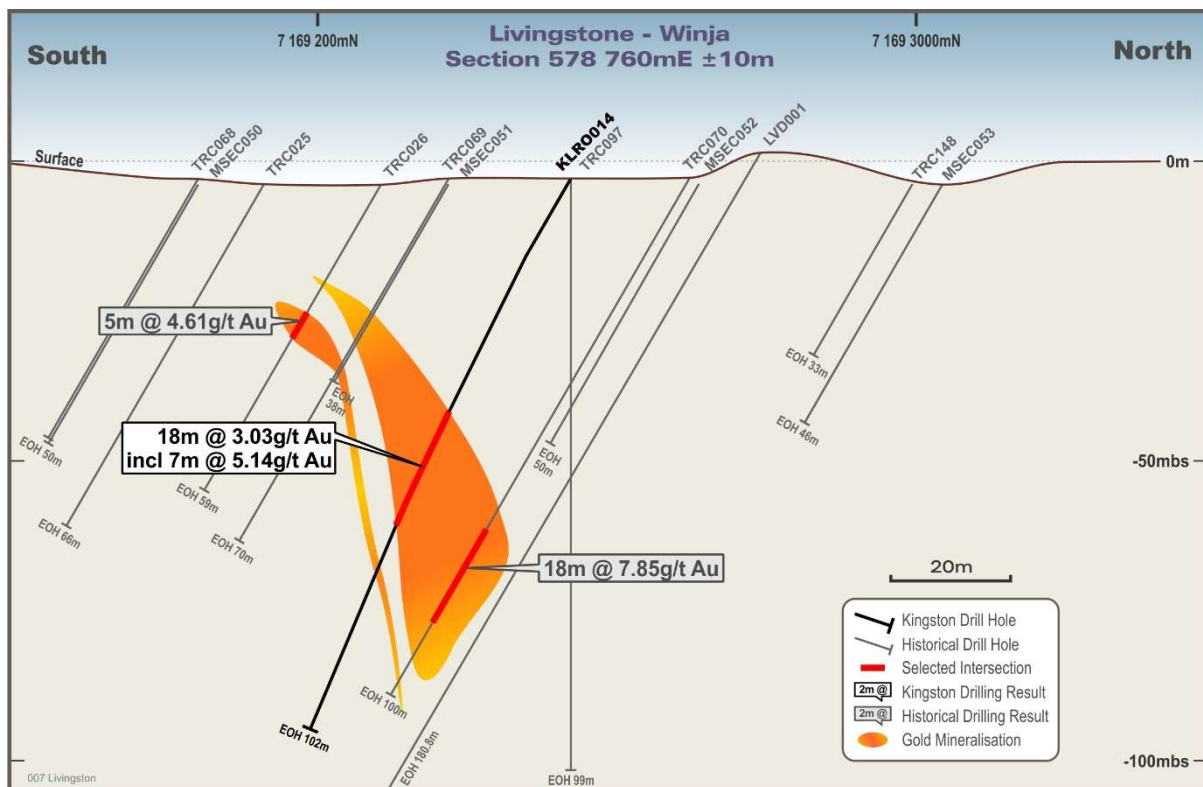 Livingstone - Winja
Section 578 760mE ±10m
South
7 169 200mN
7 169 3000mN
North
Surface
TRC068
MSEC050
TRC025
TRC026
TRC069
MSEC051
KLRO014
TRC097
TRC070
MSEC052
LVD001
TRC148
MSEC053
0m
5m @ 4.61g/t Au
EOH 33m
EOH
38m
18m @ 3.03g/t Au
incl 7m @ 5.14g/t Au
EOH 46m
EOH 50m
EOH
50m
-50mbs
EOH 59m
EOH 66m
EOH 70m
18m @ 7.85g/t Au
20m
Kingston Drill Hole
Historical Drill Hole
Selected Intersection
2m @
Kingston Drilling Result
2m @
Historical Drilling Result
Gold Mineralisation
EOH 100m
EOH 102m
EOH 180.8m
EOH 99m
-100mbs
007 Livingston